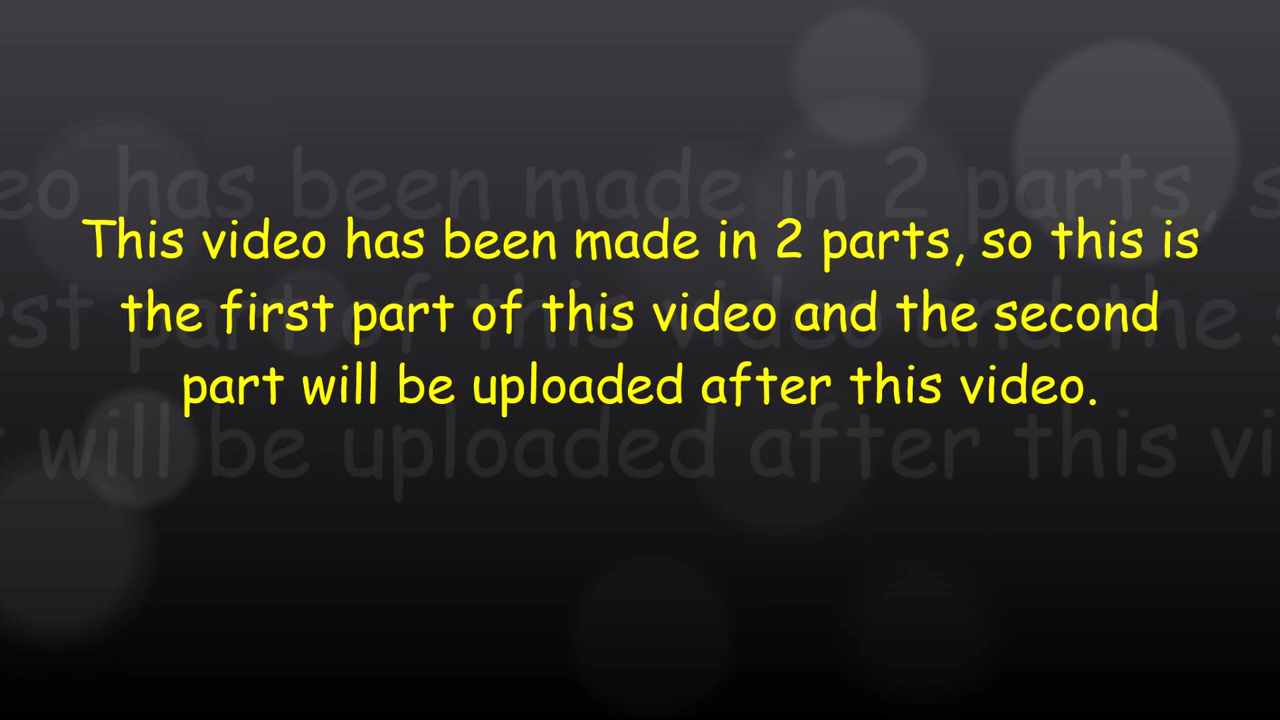 This video has been made in 2 parts, so this is
the first part of this video and the second
part will be uploaded after this video.